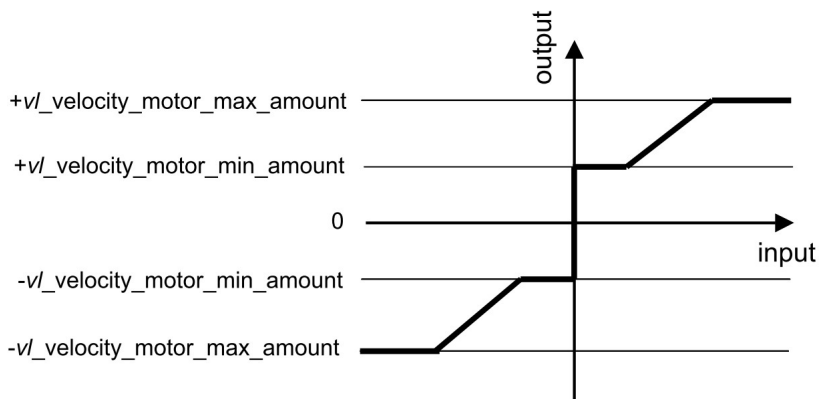 output
+vl_velocity_motor_max_amount
+vl_velocity_motor_min_amount
0
input
-vl_velocity_motor_min_amount
-vl_velocity_motor_max_amount